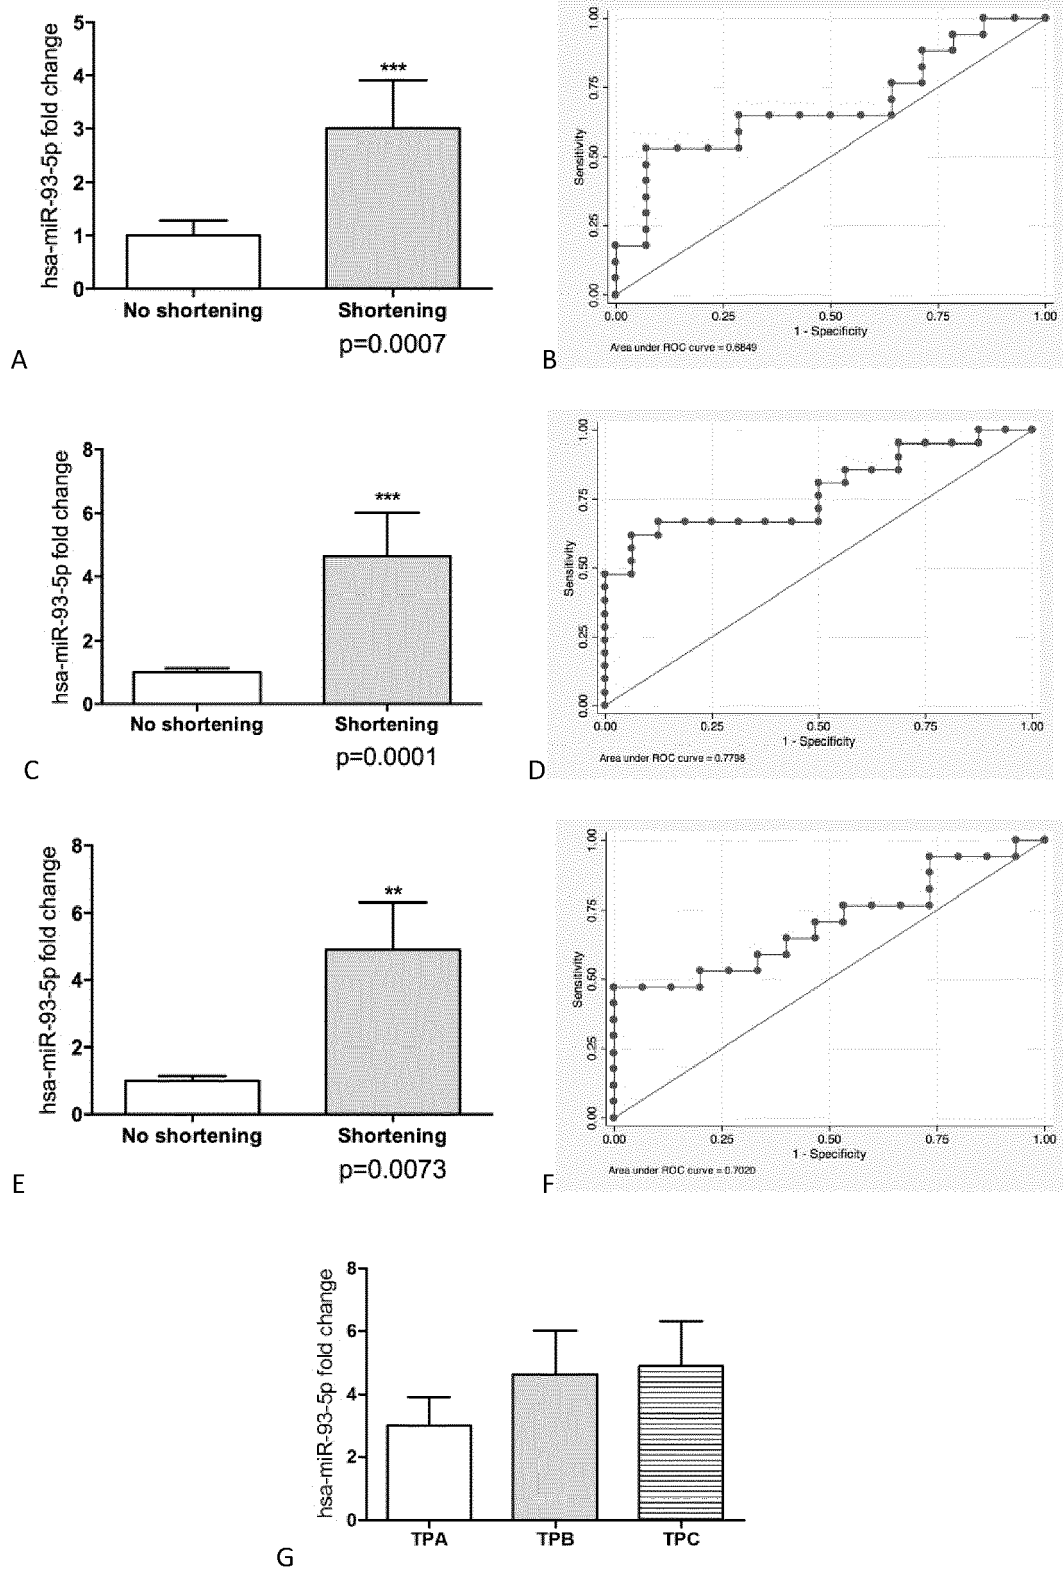 hsa-miR-93-5p fold change
5
4
3
2
1
0
***
No shortening
Shortening
p=0.0007
A
Sensitivity
1.00
0.75
0.50
0.25
0.00
0.00
0.25
0.50
0.75
1.00
1 - Specificity
Area under ROC curve = 0.6849
B
hsa-miR-93-5p fold change
8
6
4
2
0
***
No shortening
Shortening
p=0.0001
C
Sensitivity
1.00
0.75
0.50
0.25
0.00
0.00
0.25
0.50
0.75
1.00
1 - Specificity
Area under ROC curve = 0.7798
D
hsa-miR-93-5p fold change
8
6
4
2
0
**
No shortening
Shortening
p=0.0073
E
Sensitivity
1.00
0.75
0.50
0.25
0.00
0.00
0.25
0.50
0.75
1.00
1 - Specificity
Area under ROC curve = 0.7020
F
hsa-miR-93-5p fold change
8
6
4
2
0
TPA
TPB
TPC
G